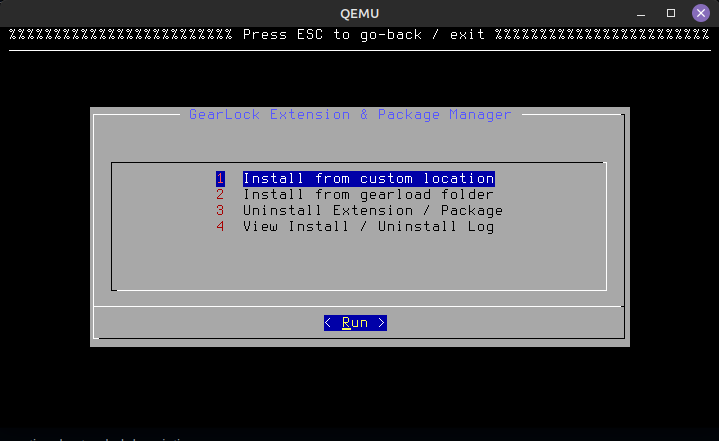 QEMU
%%%%%%%%%%%%%%%%%%%%%%%%% Press ESC to go-back / exit %%%%%%%%%%%%%%%%%%%%%%%%
GearLock Extension & Package Manager
1 Install from custom location
2 Install from gearload folder
3 Uninstall Extension / Package
4 View Install / Uninstall Log
< Run >